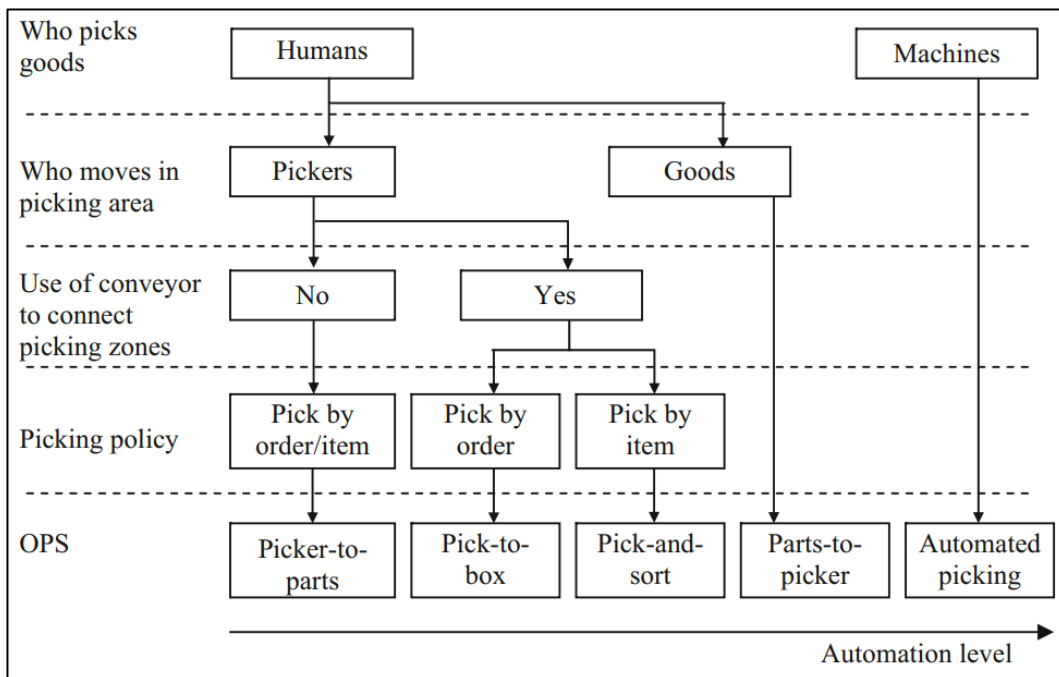 Who picks
goods
Humans
Machines
Who moves in
picking area
Pickers
Goods
Use of conveyor
to connect
picking zones
No
Yes
Picking policy
Pick by
order/item
Pick by
order
Pick by
item
OPS
Picker-to-
parts
Pick-to-
box
Pick-and-
sort
Parts-to-
picker
Automated
picking
Automation level